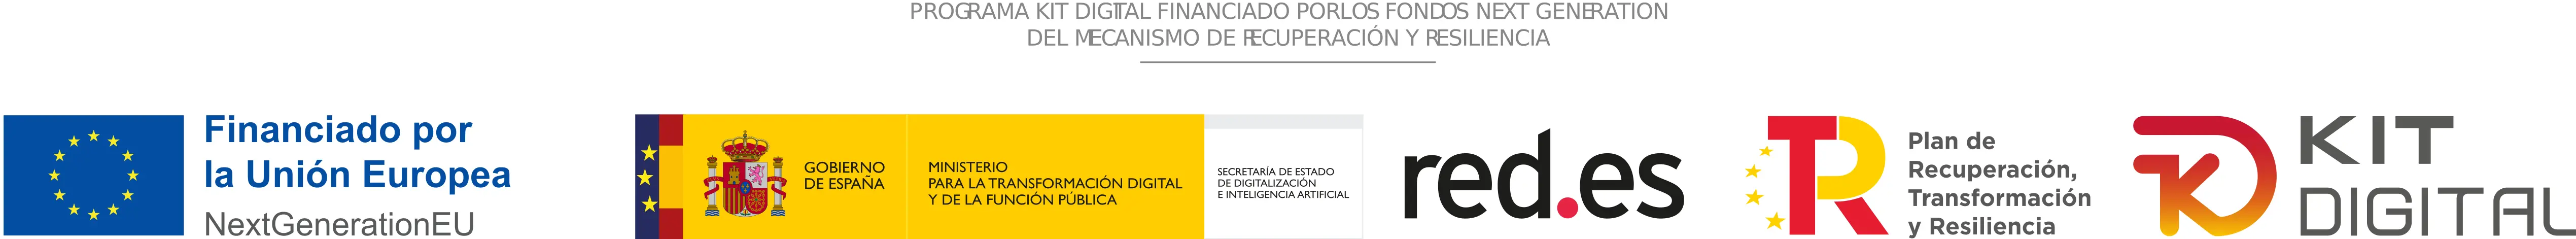 PROGRAMA KIT DIGITAL FINANCIADO POR LOS FONDOS NEXT GENERATION
DEL MECANISMO DE RECUPERACIÓN Y RESILIENCIA
Financiado por
la Unión Europea
NextGenerationEU
GOBIERNO
DE ESPAÑA
MINISTERIO
PARA LA TRANSFORMACIÓN DIGITAL
Y DE LA FUNCIÓN PÚBLICA
SECRETARÍA DE ESTADO
DE DIGITALIZACIÓN
E INTELIGENCIA ARTIFICIAL
red.es
Plan de
Recuperación,
Transformación
y Resiliencia
KIT
DIGITAL